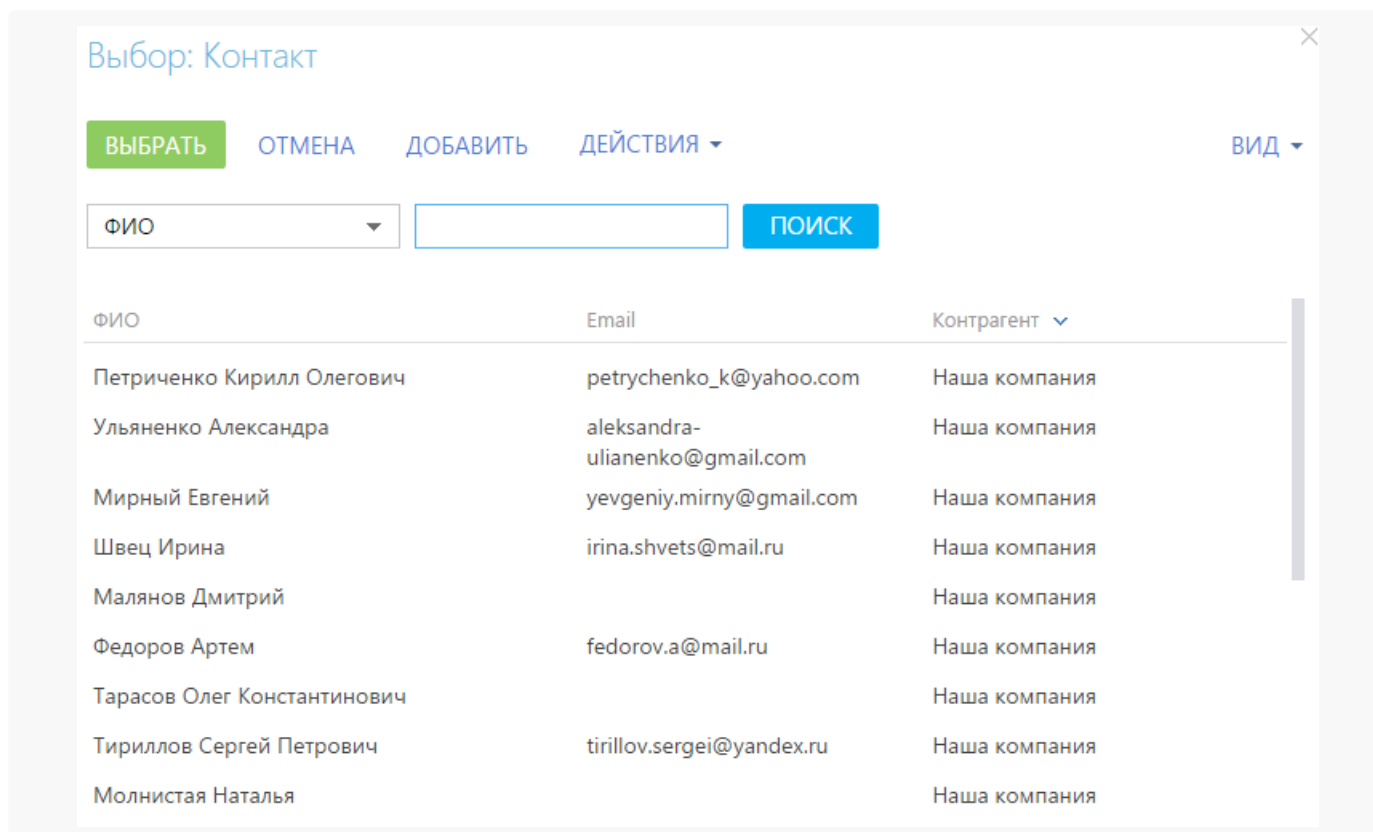 Выбор: Контакт
ВЫБРАТЬ ОТМЕНА ДОБАВИТЬ ДЕЙСТВИЯ ВИД
ФИО ПОИСК
ФИО Email Контрагент
Петриченко Кирилл Олегович petrychenko_k@yahoo.com Наша компания
Ульяненко Александра aleksandra- Наша компания
ulianenko@gmail.com
Мирный Евгений yevgeniy.mirny@gmail.com Наша компания
Швец Ирина irina.shvets@mail.ru Наша компания
Малянов Дмитрий Наша компания
Федоров Артем fedorov.a@mail.ru Наша компания
Тарасов Олег Константинович Наша компания
Тириллов Сергей Петрович tirillov.sergei@yandex.ru Наша компания
Молнистая Наталья Наша компания